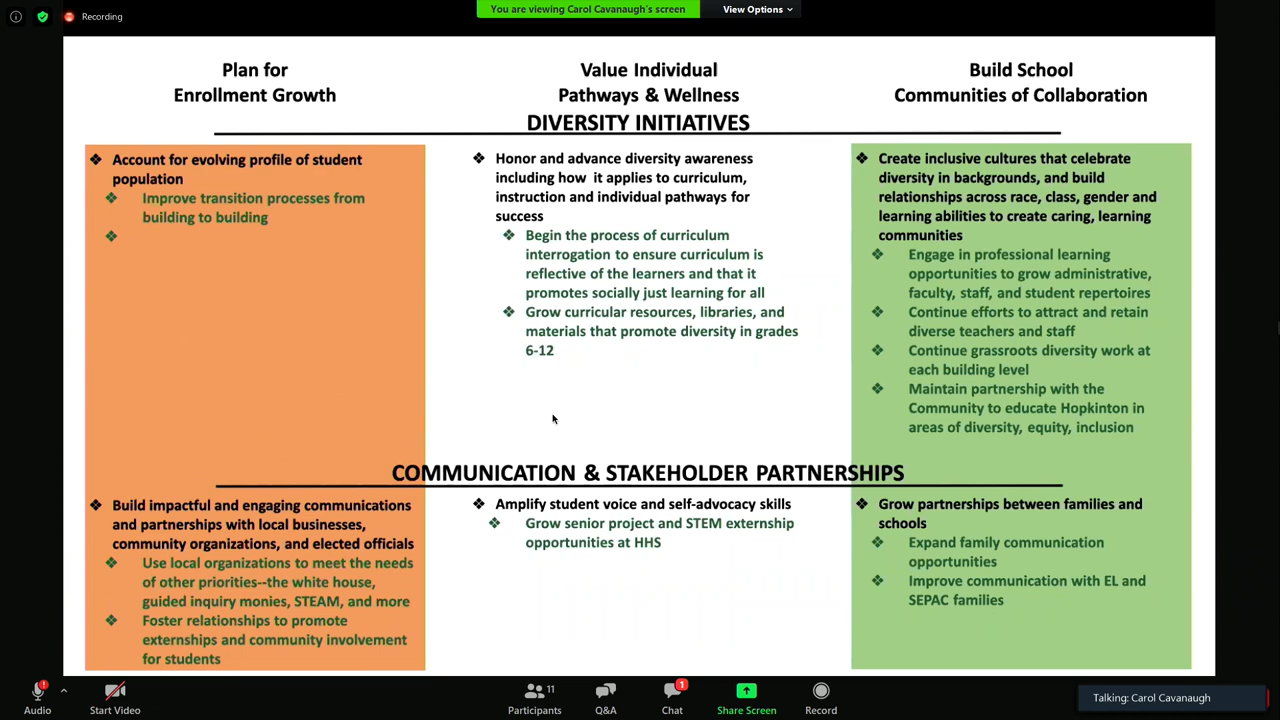 Recording
You are viewing Carol Cavanaugh's screen
View Options
Plan for
Enrollment Growth
Value Individual
Pathways & Wellness
Build School
Communities of Collaboration
DIVERSITY INITIATIVES
❖ Account for evolving profile of student
population
❖ Improve transition processes from
building to building
❖
❖ Honor and advance diversity awareness
including how it applies to curriculum,
instruction and individual pathways for
success
❖ Begin the process of curriculum
interrogation to ensure curriculum is
reflective of the learners and that it
promotes socially just learning for all
❖ Grow curricular resources, libraries, and
materials that promote diversity in grades
6-12
❖ Create inclusive cultures that celebrate
diversity in backgrounds, and build
relationships across race, class, gender and
learning abilities to create caring, learning
communities
❖ Engage in professional learning
opportunities to grow administrative,
faculty, staff, and student repertoires
❖ Continue efforts to attract and retain
diverse teachers and staff
❖ Continue grassroots diversity work at
each building level
❖ Maintain partnership with the
Community to educate Hopkinton in
areas of diversity, equity, inclusion
COMMUNICATION & STAKEHOLDER PARTNERSHIPS
❖ Build impactful and engaging communications
and partnerships with local businesses,
community organizations, and elected officials
❖ Use local organizations to meet the needs
of other priorities--the white house,
guided inquiry monies, STEAM, and more
❖ Foster relationships to promote
externships and community involvement
for students
❖ Amplify student voice and self-advocacy skills
❖ Grow senior project and STEM externship
opportunities at HHS
❖ Grow partnerships between families and
schools
❖ Expand family communication
opportunities
❖ Improve communication with EL and
SEPAC families
Audio
Start Video
11
Participants
Q&A
1
Chat
Share Screen
Record
Talking: Carol Cavanaugh